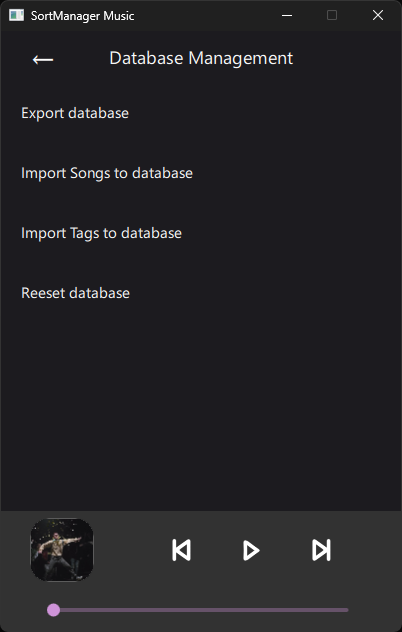 SortManager Music
Database Management
Export database
Import Songs to database
Import Tags to database
Reeset database